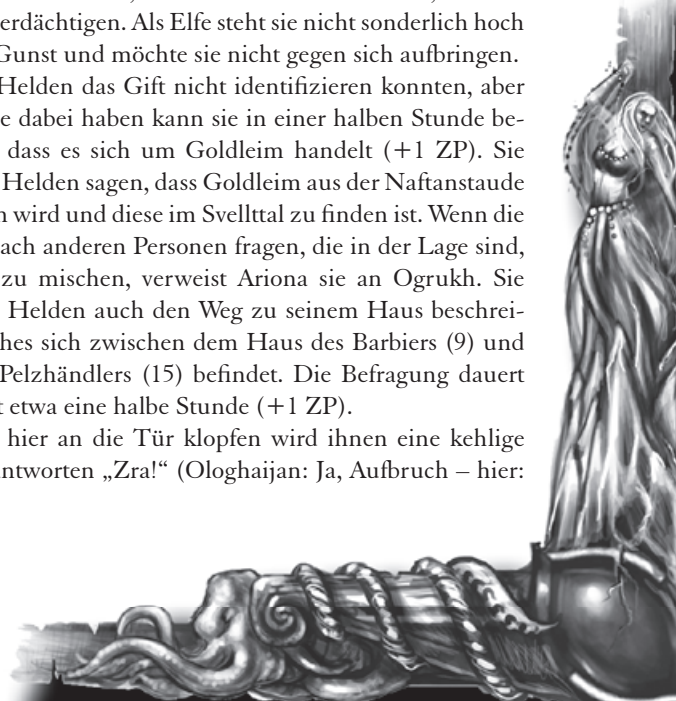 erdächtigen. Als Elfe steht sie nicht sonderlich hoch
Gunst und möchte sie nicht gegen sich aufbringen.
Helden das Gift nicht identifizieren konnten, aber
e dabei haben kann sie in einer halben Stunde be-
dass es sich um Goldleim handelt (+1 ZP). Sie
Helden sagen, dass Goldleim aus der Naftanstaude
n wird und diese im Svellttal zu finden ist. Wenn die
ach anderen Personen fragen, die in der Lage sind,
zu mischen, verweist Ariona sie an Ogrukh. Sie
Helden auch den Weg zu seinem Haus beschrei-
hes sich zwischen dem Haus des Barbiers (9) und
Pelzhändlers (15) befindet. Die Befragung dauert
t etwa eine halbe Stunde (+1 ZP).
hier an die Tür klopfen wird ihnen eine kehlige
ntworten „Zra!“ (Ologhaijan: Ja, Aufbruch – hier: